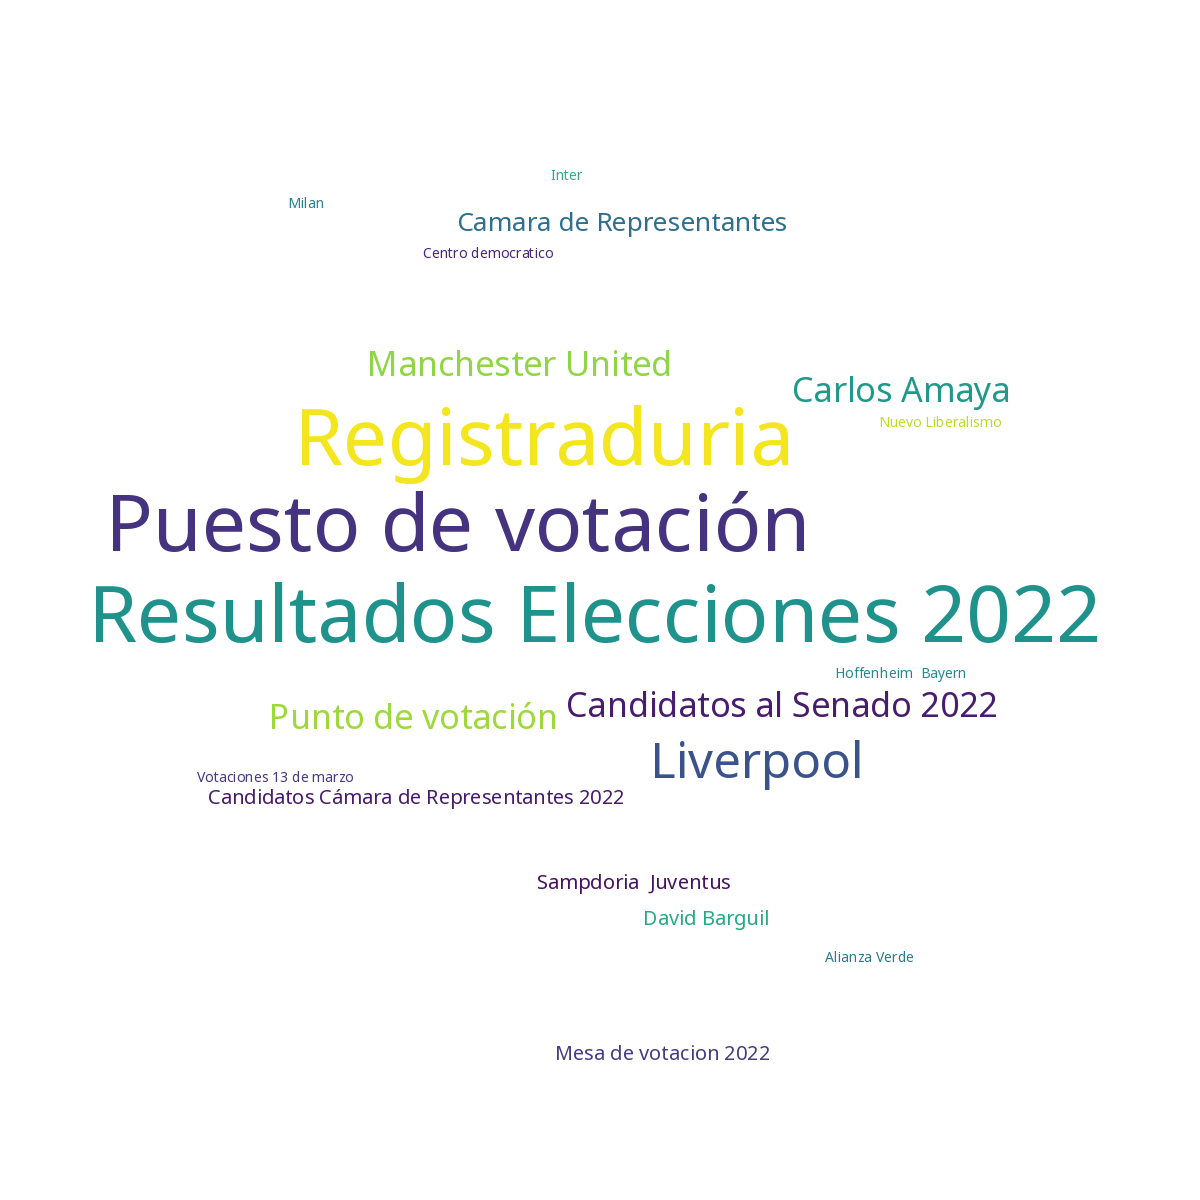 Inter
Milan
Camara de Representantes
Centro democratico
Manchester United
Carlos Amaya
Nuevo Liberalismo
Registraduria
Puesto de votación
Resultados Elecciones 2022
Hoffenheim  Bayern
Candidatos al Senado 2022
Punto de votación
Liverpool
Votaciones 13 de marzo
Candidatos Cámara de Representantes 2022
Sampdoria  Juventus
David Barguil
Alianza Verde
Mesa de votacion 2022